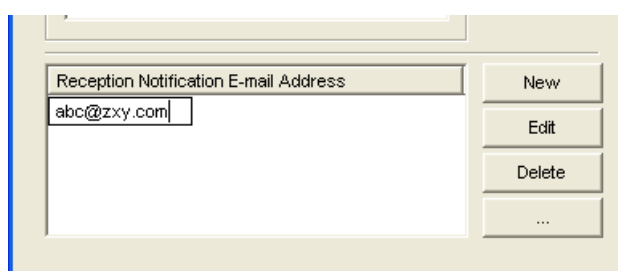 Reception Notification E-mail Address
abc@zxy.com
New
Edit
Delete
...